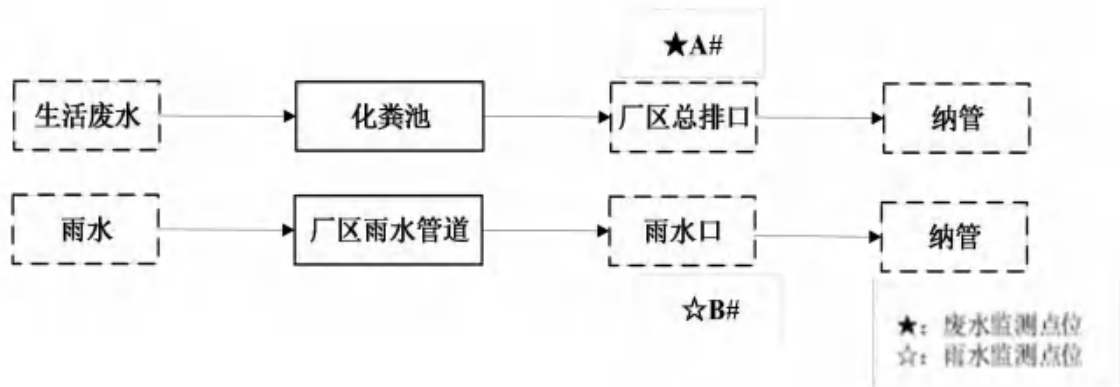 ★A#
生活废水
化粪池
厂区总排口
纳管
雨水
厂区雨水管道
雨水口
纳管
☆B#
★：废水监测点位
☆：雨水监测点位